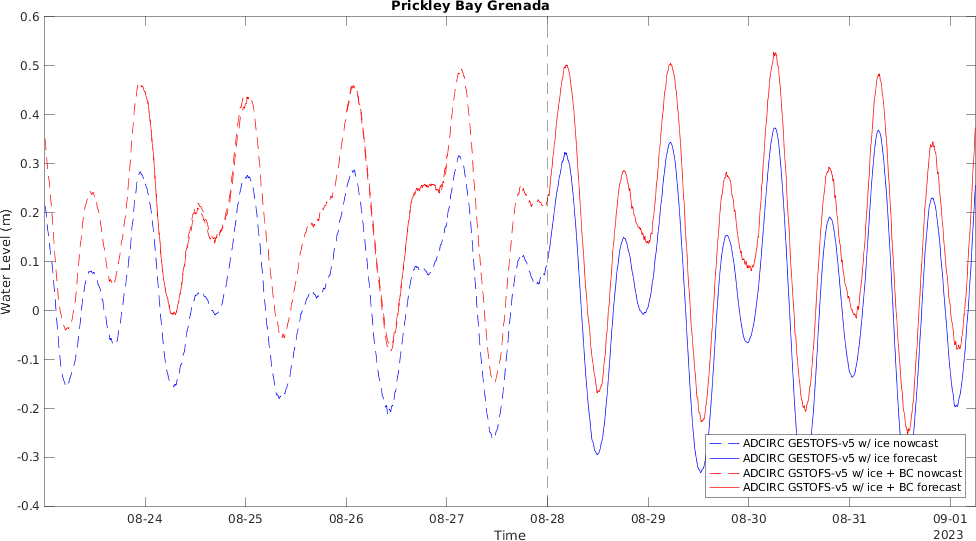 Prickley Bay Grenada
0.6
0.5
0.4
0.3
0.2
0.1
0
-0.1
-0.2
-0.3
-0.4
Water Level (m)
08-24 08-25 08-26 08-27 08-28 08-29 08-30 08-31 09-01
Time
2023
ADCIRC GESTOFS-v5 w/ ice nowcast
ADCIRC GESTOFS-v5 w/ ice forecast
ADCIRC GSTOFS-v5 w/ice + BC nowcast
ADCIRC GSTOFS-v5 w/ice + BC forecast